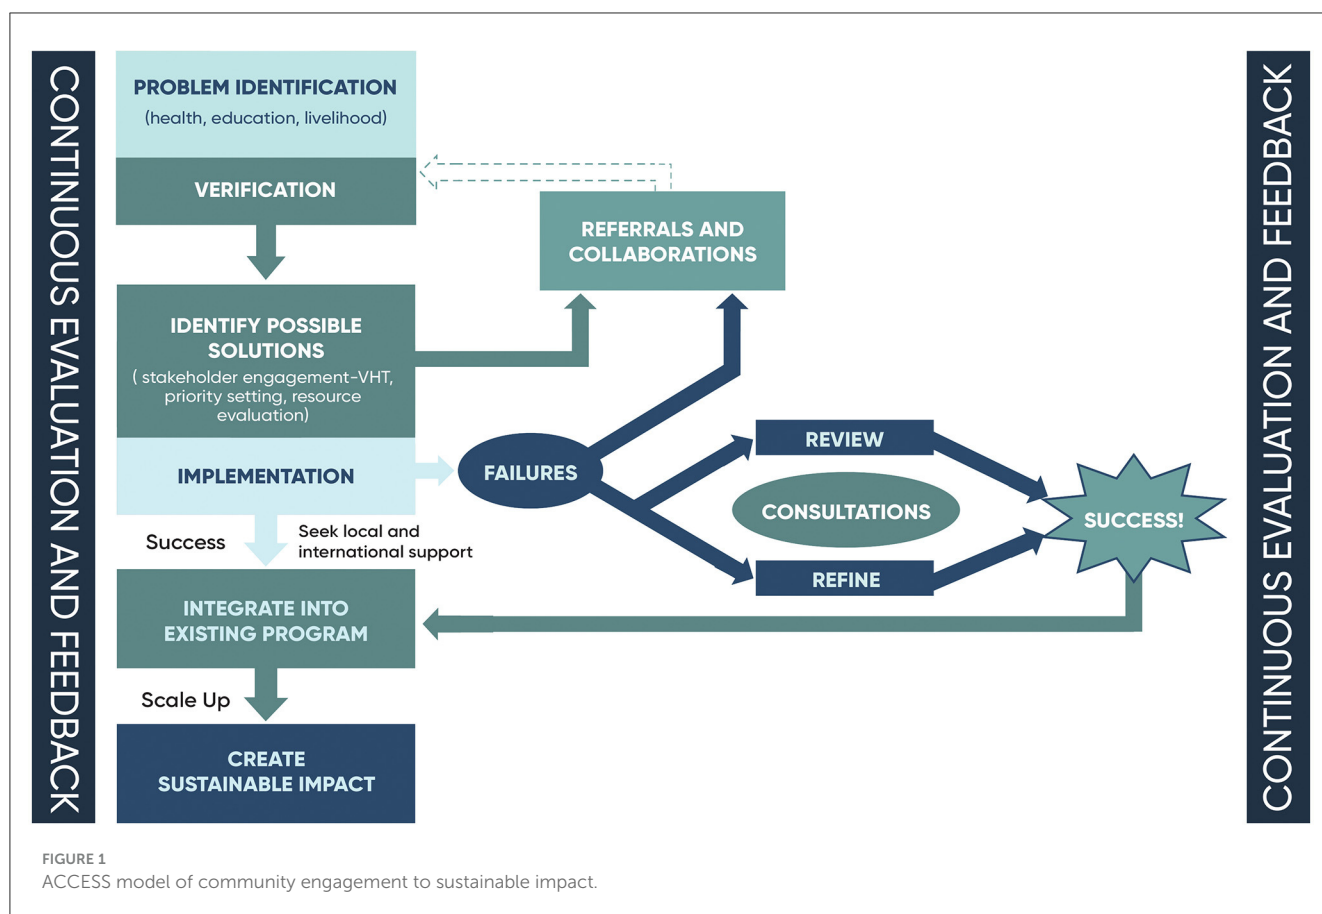 CONTINUOUS EVALUATION AND FEEDBACK
PROBLEM IDENTIFICATION
(health, education, livelihood)
VERIFICATION
REFERRALS AND
COLLABORATIONS
IDENTIFY POSSIBLE
SOLUTIONS
( stakeholder engagement-VHT,
priority setting, resource
evaluation)
IMPLEMENTATION
FAILURES
REVIEW
CONSULTATIONS
REFINE
SUCCESS!
Success
Seek local and
international support
INTEGRATE INTO
EXISTING PROGRAM
Scale Up
CREATE
SUSTAINABLE IMPACT
CONTINUOUS EVALUATION AND FEEDBACK
FIGURE 1
ACCESS model of community engagement to sustainable impact.